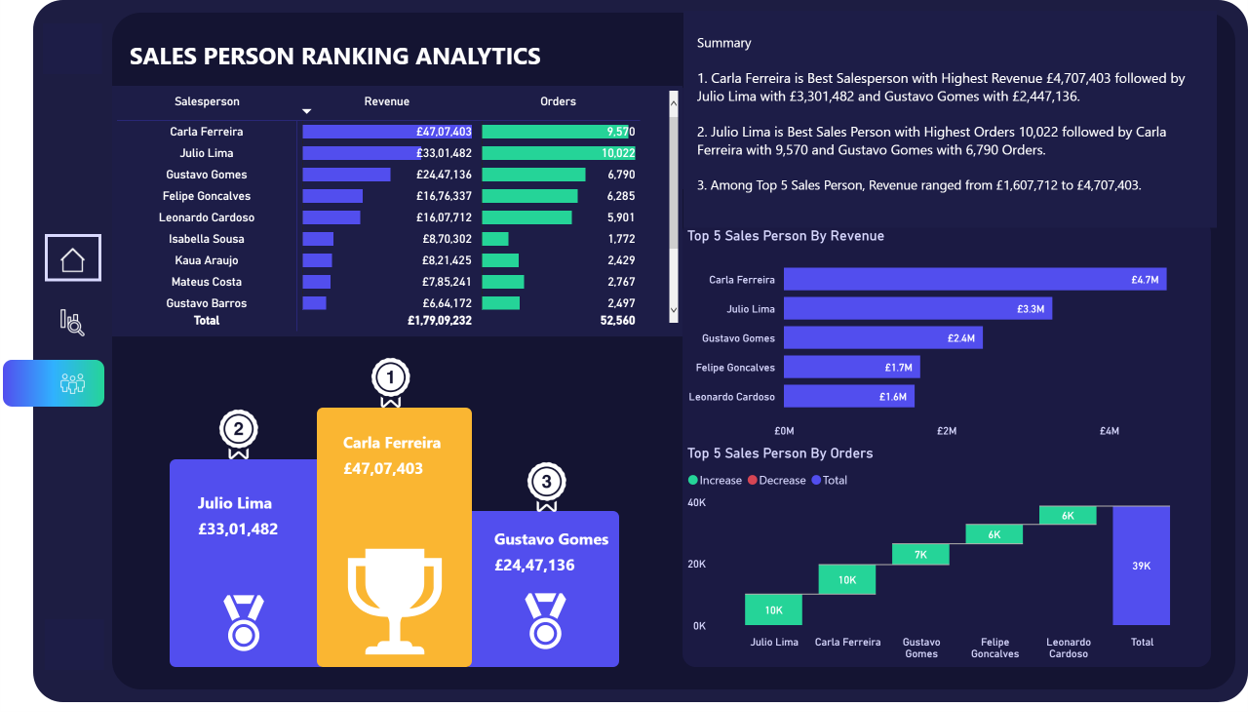 SALES PERSON RANKING ANALYTICS
Salesperson Revenue Orders
Carla Ferreira £47,07,403 9,570
Julio Lima £33,01,482 10,022
Gustavo Gomes £24,47,136 6,790
Felipe Goncalves £16,76,337 6,285
Leonardo Cardoso £16,07,712 5,901
Isabella Sousa £8,70,302 1,772
Kaua Araujo £8,21,425 2,429
Mateus Costa £7,85,241 2,767
Gustavo Barros £6,64,172 2,497
Total £1,79,09,232 52,560
1
Carla Ferreira
£47,07,403
2
Julio Lima
£33,01,482
3
Gustavo Gomes
£24,47,136
Summary
1. Carla Ferreira is Best Salesperson with Highest Revenue £4,707,403 followed by
Julio Lima with £3,301,482 and Gustavo Gomes with £2,447,136.
2. Julio Lima is Best Sales Person with Highest Orders 10,022 followed by Carla
Ferreira with 9,570 and Gustavo Gomes with 6,790 Orders.
3. Among Top 5 Sales Person, Revenue ranged from £1,607,712 to £4,707,403.
Top 5 Sales Person By Revenue
Carla Ferreira £4.7M
Julio Lima £3.3M
Gustavo Gomes £2.4M
Felipe Goncalves £1.7M
Leonardo Cardoso £1.6M
£0M £2M £4M
Top 5 Sales Person By Orders
Increase Decrease Total
40K
20K
0K
10K
10K
7K
6K
6K
39K
Julio Lima Carla Ferreira Gustavo Felipe Leonardo Total
Gomes Goncalves Cardoso